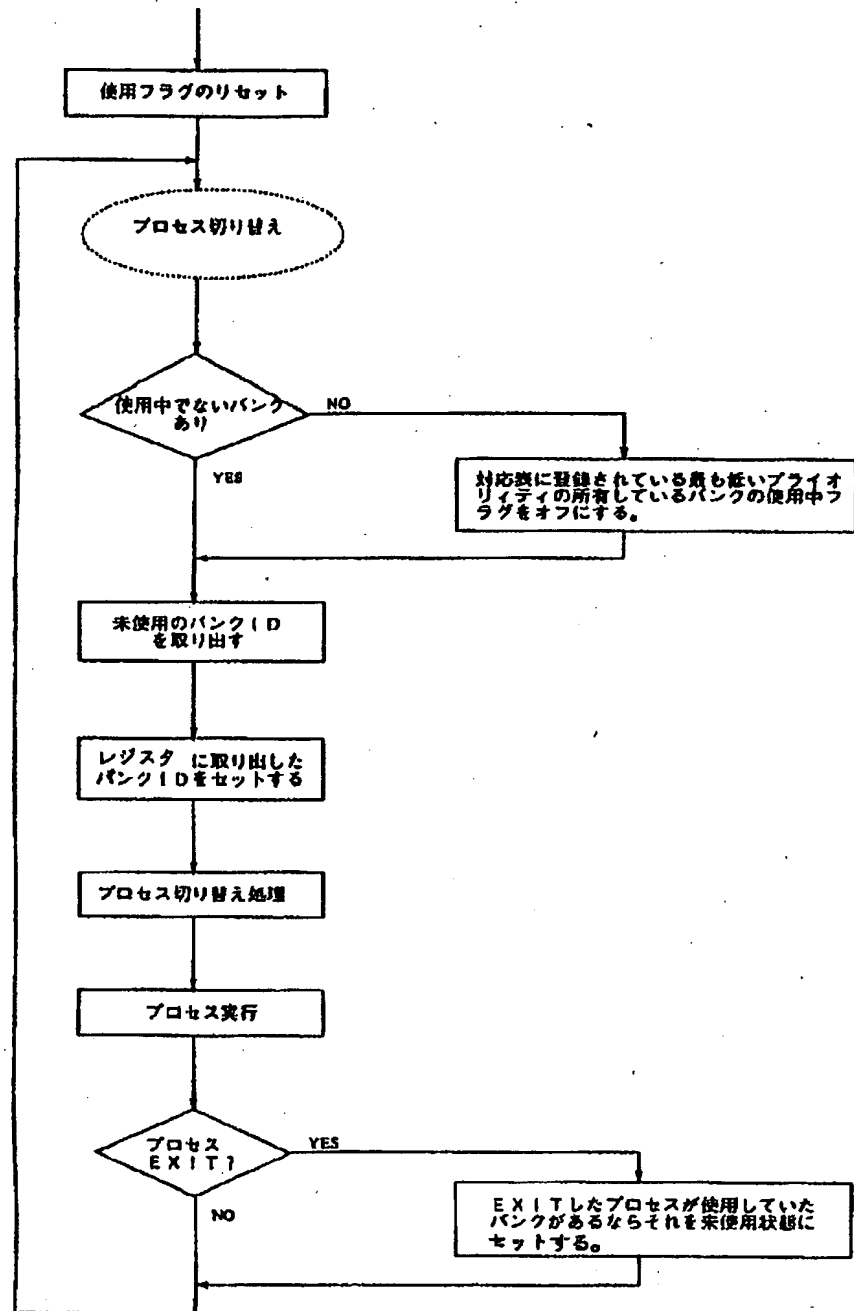 使用フラグのリセット
プロセス切り替え
使用中でないバンク
あり
NO
YES
対応表に登録されている最も低いプライオ
リィティの所有しているバンクの使用中フ
ラグをオフにする。
未使用のバンクID
を取り出す
レジスタ に取り出した
バンクIDをセットする
プロセス切り替え処理
プロセス実行
プロセス
EXIT?
YES
NO
EXITしたプロセスが使用していた
バンクがあるならそれを未使用状態に
セットする。